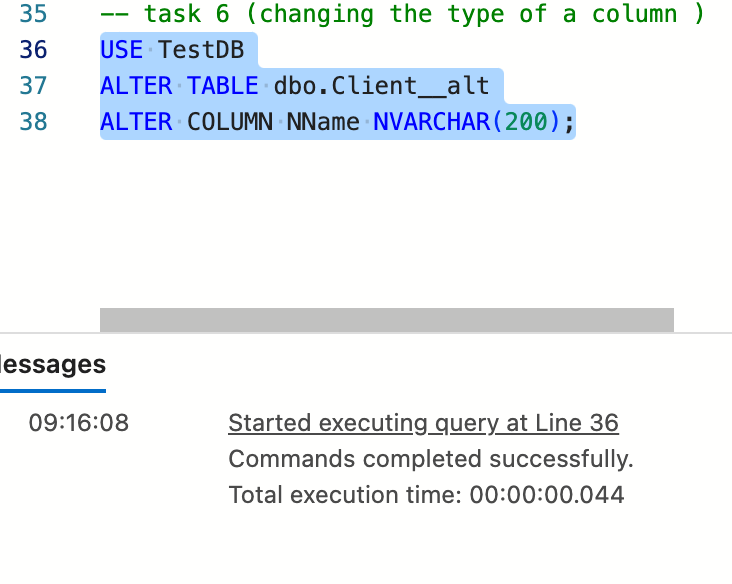 35 -- task 6 (changing the type of a column )
36 USE TestDB
37 ALTER TABLE dbo.Client__alt
38 ALTER COLUMN NName NVARCHAR(200);
essages
09:16:08 Started executing query at Line 36
Commands completed successfully.
Total execution time: 00:00:00.044